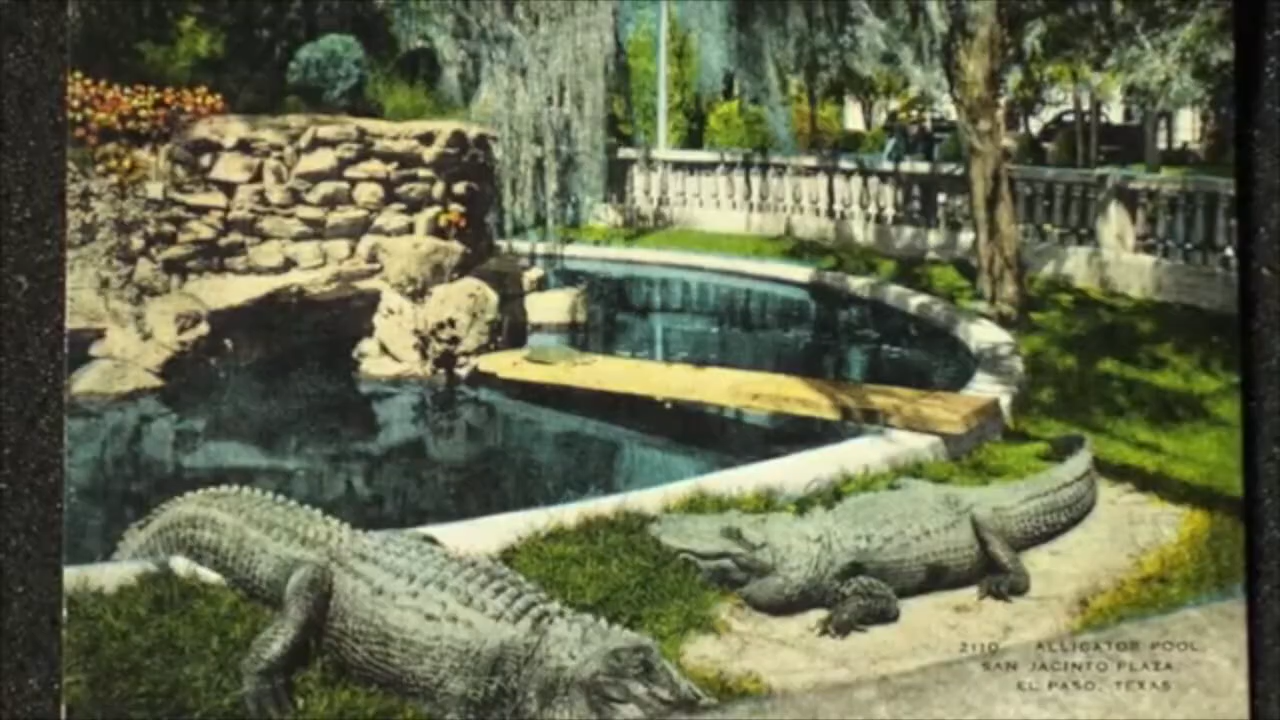 2110 ALLIGATOR POOL,
SAN JACINTO PLAZA,
EL PASO, TEXAS